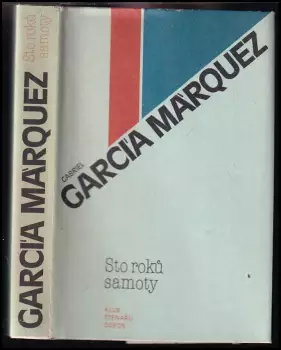 GARCÍA MÁRQUEZ
Sto roků
samoty
GABRIEL
GARCÍA MÁRQUEZ
Sto roků
samoty
KLUB
ČTENÁŘŮ
ODEON